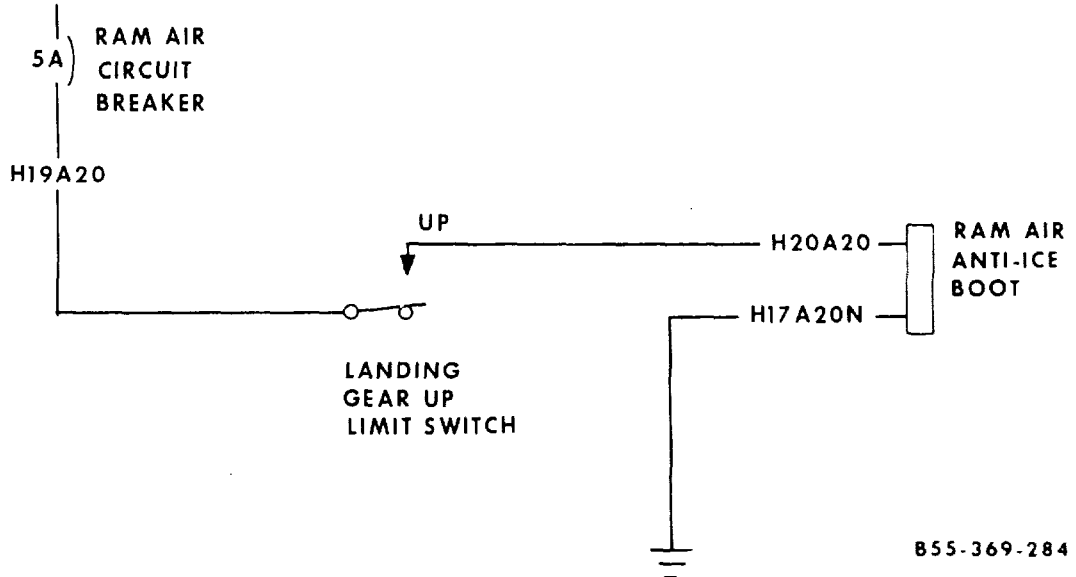 RAM AIR
5A
CIRCUIT
BREAKER
H19A20
UP
H20A20
RAM AIR
ANTI-ICE
BOOT
H17A20N
LANDING
GEAR UP
LIMIT SWITCH
B55-369-284